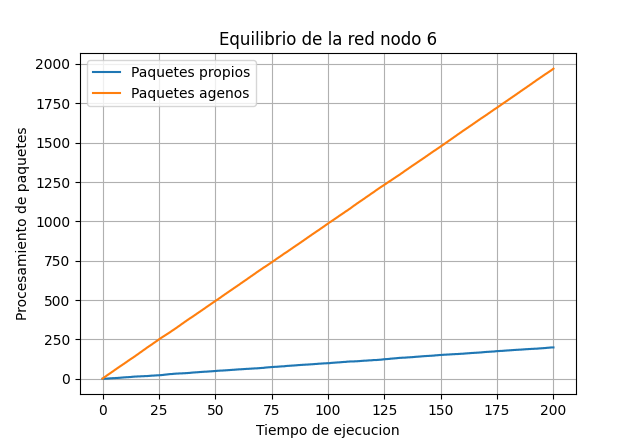 Equilibrio de la red nodo 6
Paquetes propios
Paquetes agenos
Procesamiento de paquetes
2000
1750
1500
1250
1000
750
500
250
0
0 25 50 75 100 125 150 175 200
Tiempo de ejecucion